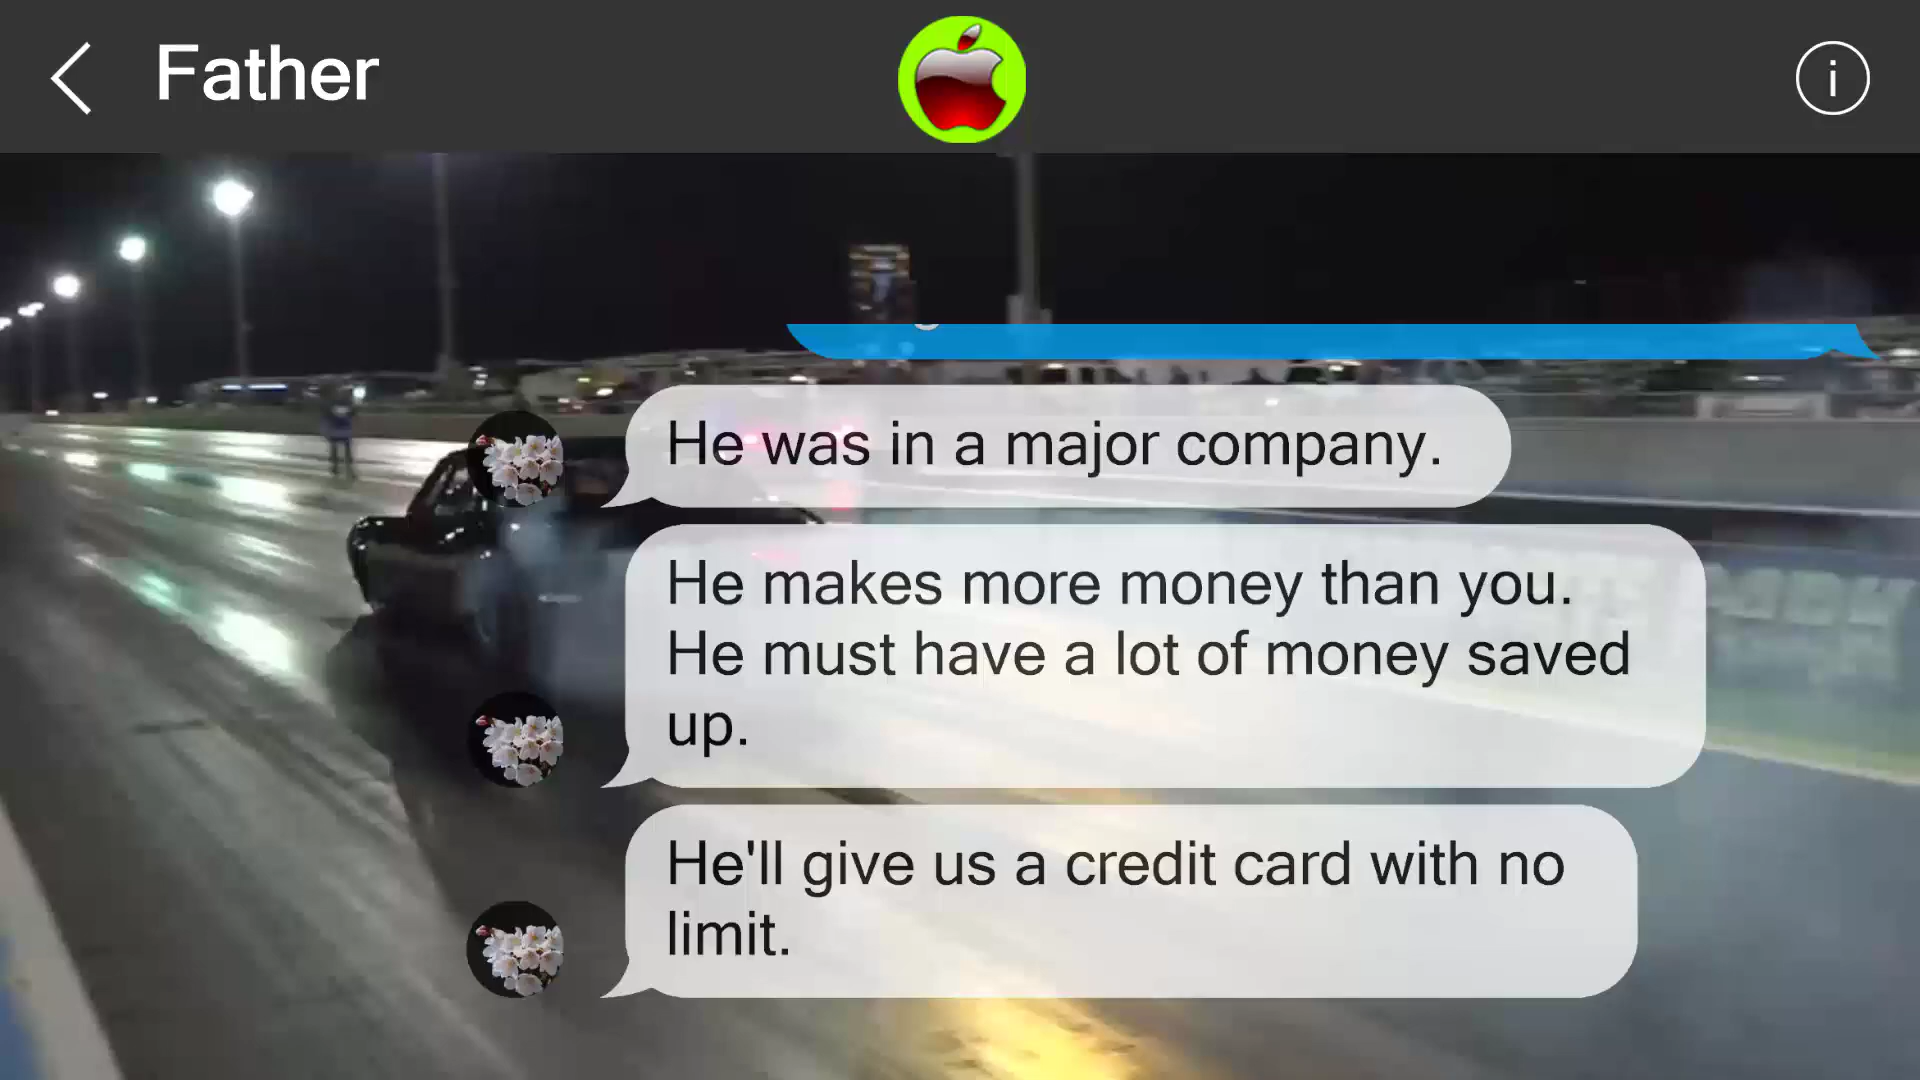 Father
He was in a major company.
He makes more money than you.
He must have a lot of money saved
up.
He'll give us a credit card with no
limit.